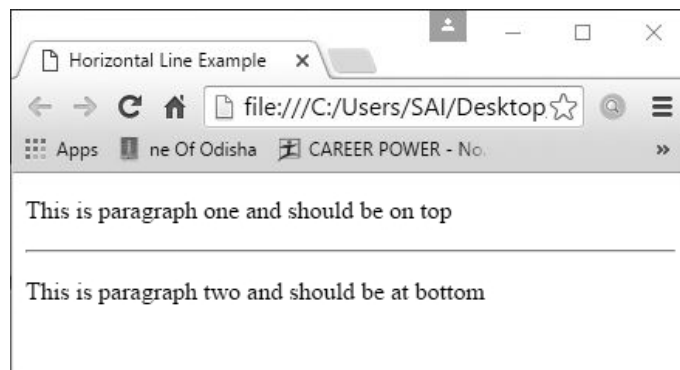 Horizontal Line Example
file:///C:/Users/SAI/Desktop
Apps ne Of Odisha CAREER POWER - No.
This is paragraph one and should be on top
This is paragraph two and should be at bottom